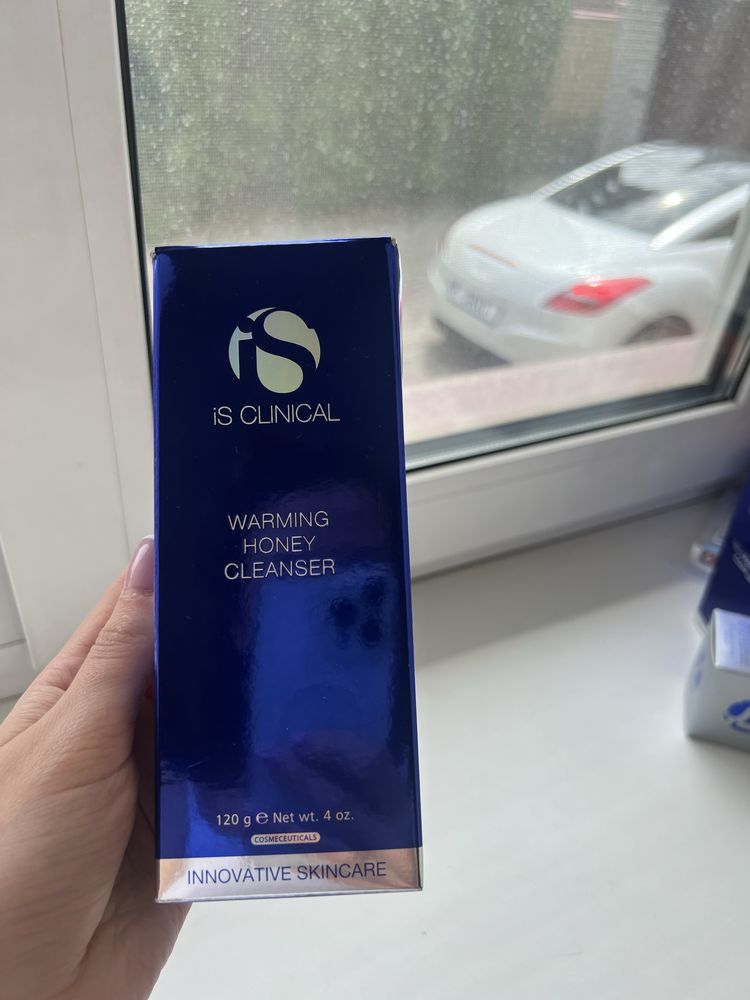 iS
iS CLINICAL
WARMING
HONEY
CLEANSER
120 g e Net wt. 4 oz.
COSMECEUTICALS
INNOVATIVE SKINCARE